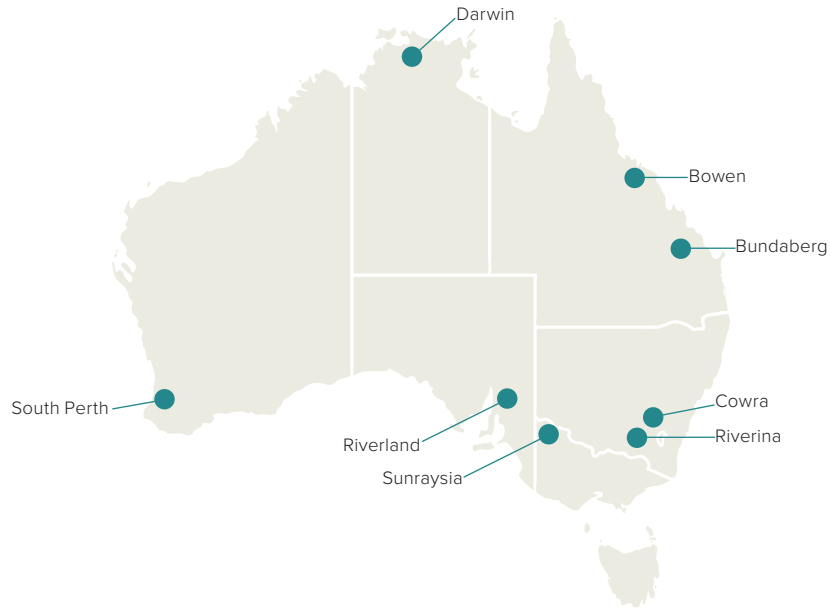 Darwin
Bowen
Bundaberg
South Perth
Cowra
Riverina
Riverland
Sunraysia